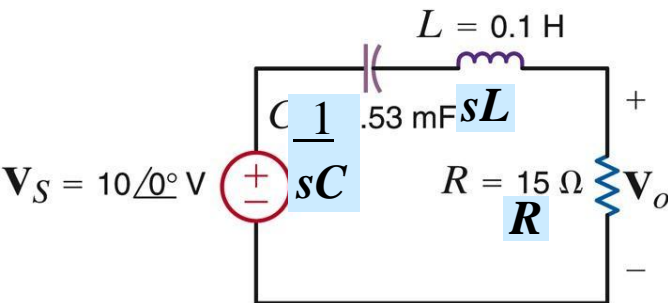 L = 0.1 H
C 1/sC .53 mF sL
+
V_S = 10/0° V
+
−
R = 15 Ω
R
V_o
−